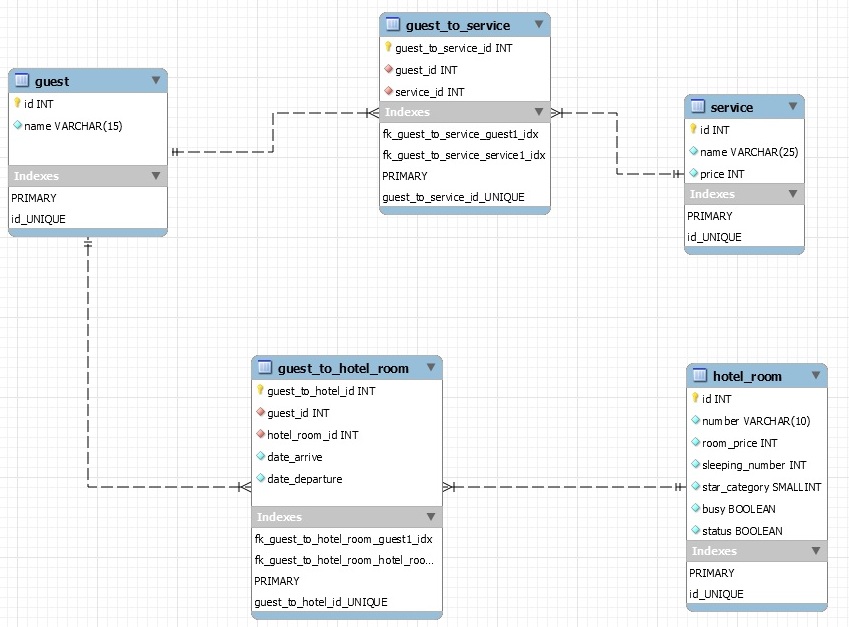 guest
id INT
name VARCHAR(15)
Indexes
PRIMARY
id_UNIQUE
guest_to_service
guest_to_service_id INT
guest_id INT
service_id INT
Indexes
fk_guest_to_service_guest1_idx
fk_guest_to_service_service1_idx
PRIMARY
guest_to_service_id_UNIQUE
service
id INT
name VARCHAR(25)
price INT
Indexes
PRIMARY
id_UNIQUE
guest_to_hotel_room
guest_to_hotel_id INT
guest_id INT
hotel_room_id INT
date_arrive
date_departure
Indexes
fk_guest_to_hotel_room_guest1_idx
fk_guest_to_hotel_room_hotel_roo...
PRIMARY
guest_to_hotel_id_UNIQUE
hotel_room
id INT
number VARCHAR(10)
room_price INT
sleeping_number INT
star_category SMALLINT
busy BOOLEAN
status BOOLEAN
Indexes
PRIMARY
id_UNIQUE